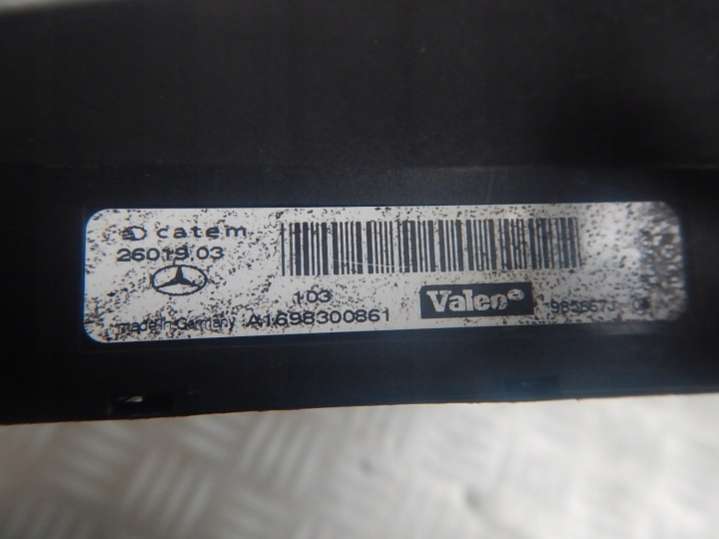 catem
26019.03
103
made in Germany A1698300861
Valeo